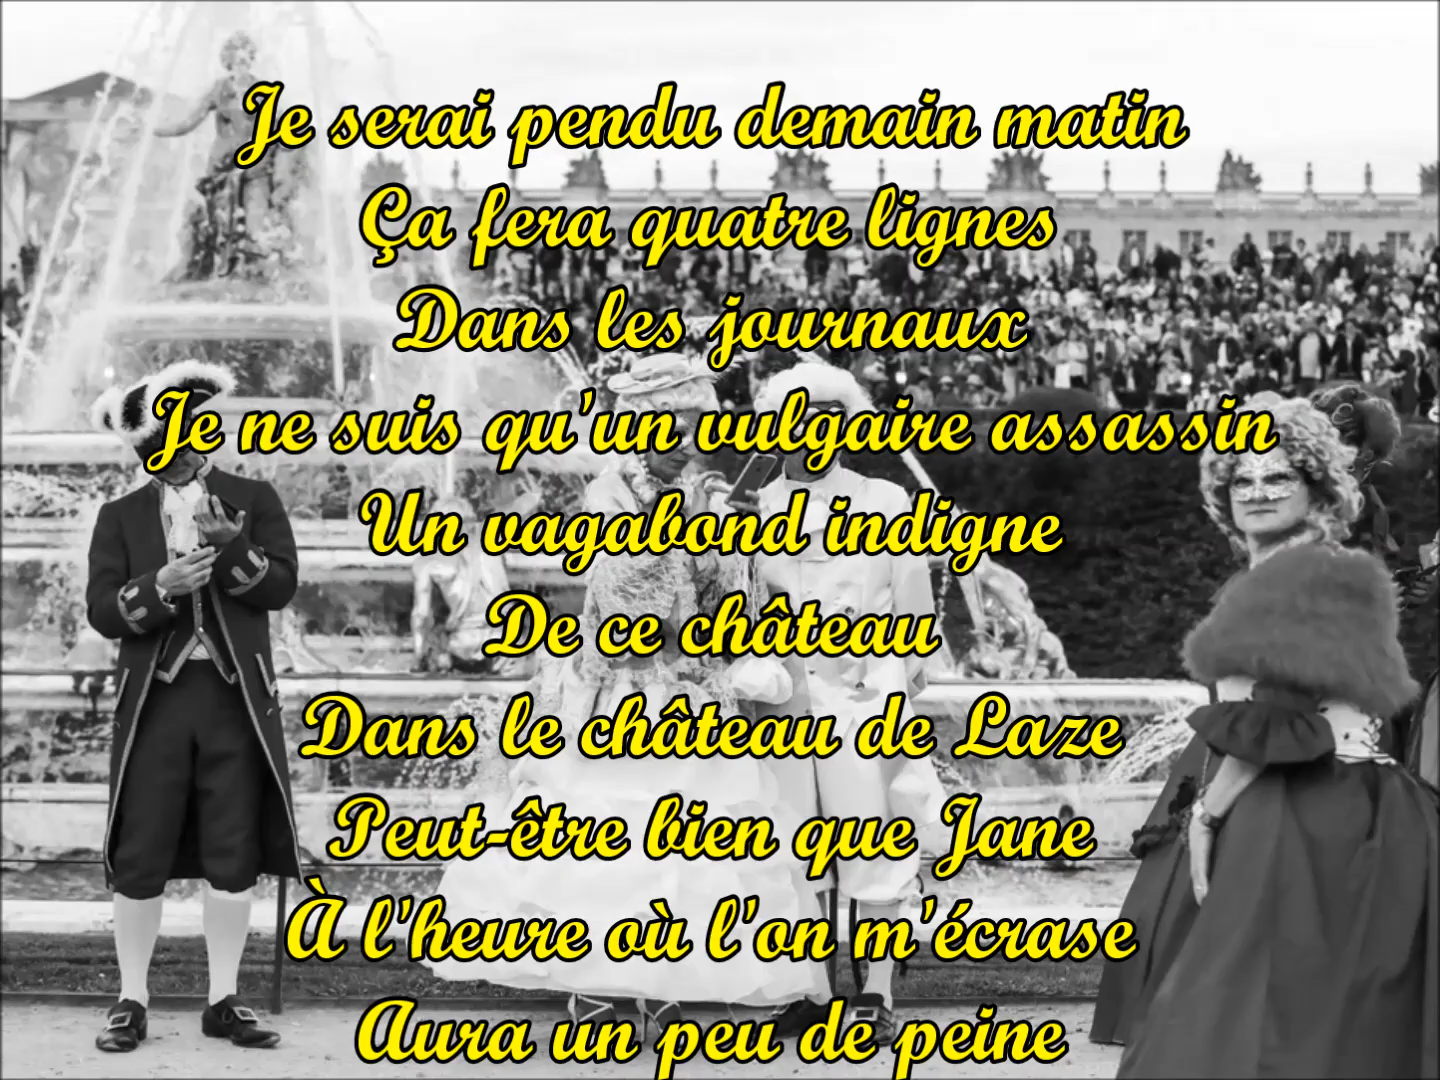 Je serai pendu demain matin
Ça fera quatre lignes
Dans les journaux
Je ne suis qu'un vulgaire assassin
Un vagabond indigne
De ce château
Dans le château de Laze
Peut-être bien que Jane
À l'heure où l'on m'écrase
Aura un peu de peine